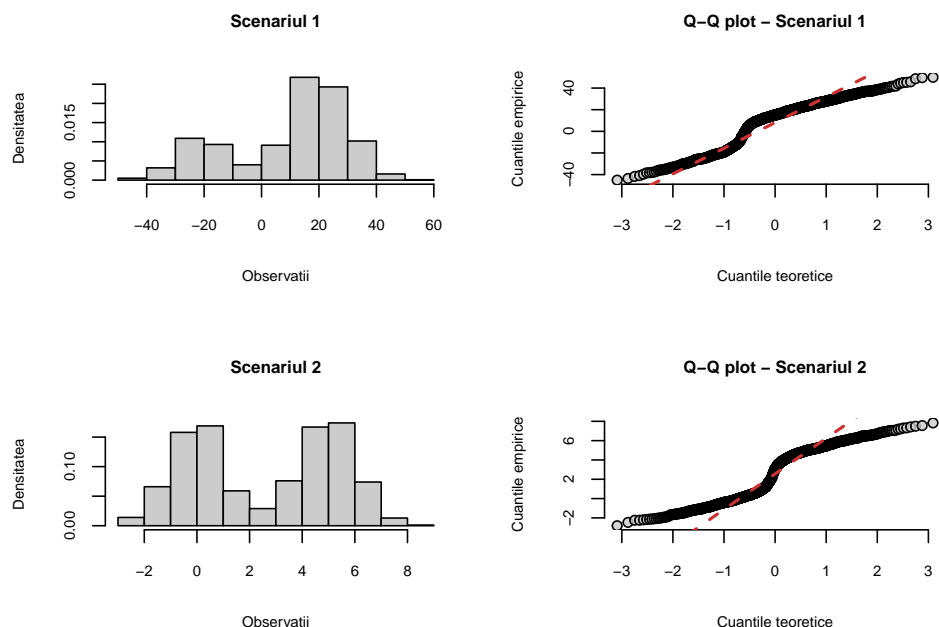 Scenariul 1
Densitatea
0.000 0.015
−40 −20 0 20 40 60
Observatii
Q−Q plot − Scenariul 1
Cuantile empirice
−40 0 40
−3 −2 −1 0 1 2 3
Cuantile teoretice
Scenariul 2
Densitatea
0.00 0.10
−2 0 2 4 6 8
Observatii
Q−Q plot − Scenariul 2
Cuantile empirice
−2 2 6
−3 −2 −1 0 1 2 3
Cuantile teoretice